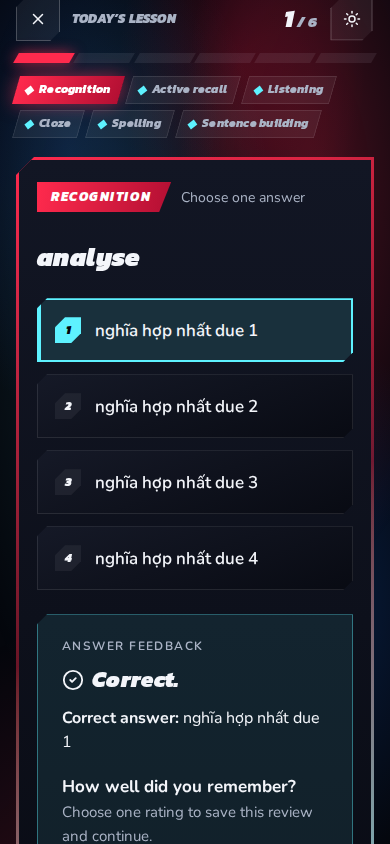 TODAY'S LESSON
1 / 6
Recognition
Active recall
Listening
Cloze
Spelling
Sentence building
RECOGNITION
Choose one answer
analyse
1 nghĩa hợp nhất due 1
2 nghĩa hợp nhất due 2
3 nghĩa hợp nhất due 3
4 nghĩa hợp nhất due 4
ANSWER FEEDBACK
Correct.
Correct answer: nghĩa hợp nhất due
1
How well did you remember?
Choose one rating to save this review
and continue.